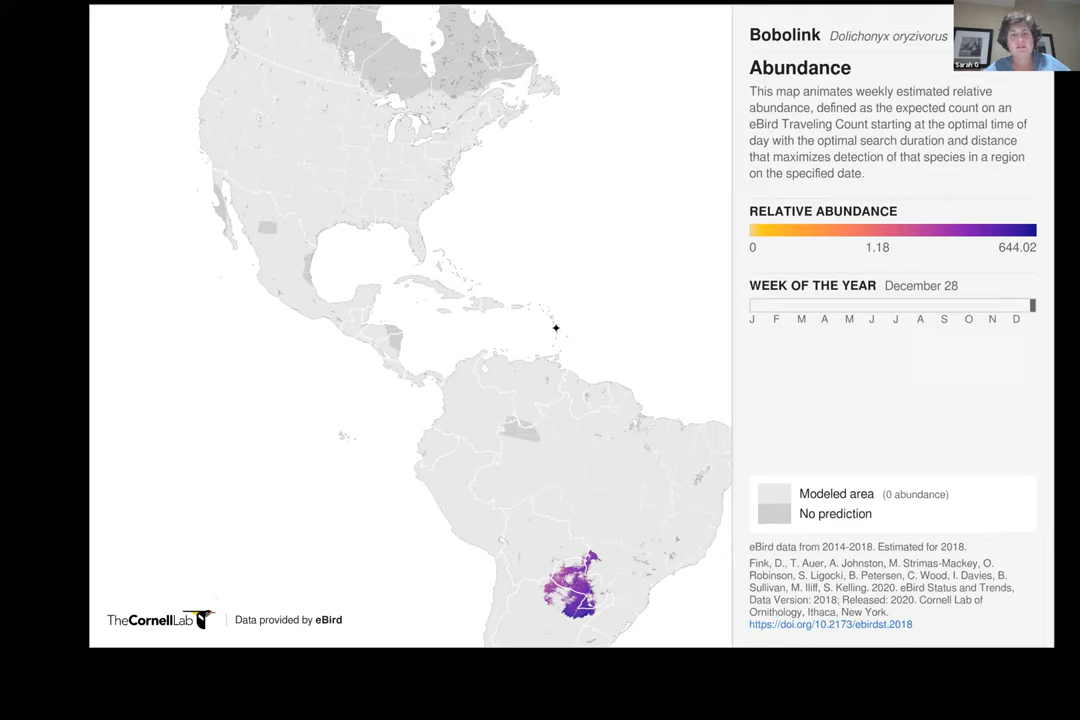 Bobolink Dolichonyx oryzivorus
Sarah G
Abundance
This map animates weekly estimated relative
abundance, defined as the expected count on an
eBird Traveling Count starting at the optimal time of
day with the optimal search duration and distance
that maximizes detection of that species in a region
on the specified date.
RELATIVE ABUNDANCE
0 1.18 644.02
WEEK OF THE YEAR December 28
J F M A M J J A S O N D
Modeled area (0 abundance)
No prediction
eBird data from 2014-2018. Estimated for 2018.
Fink, D., T. Auer, A. Johnston, M. Strimas-Mackey, O.
Robinson, S. Ligocki, B. Petersen, C. Wood, I. Davies, B.
Sullivan, M. Iliff, S. Kelling. 2020. eBird Status and Trends,
Data Version: 2018; Released: 2020. Cornell Lab of
Ornithology, Ithaca, New York.
https://doi.org/10.2173/ebirdst.2018
TheCornellLab Data provided by eBird